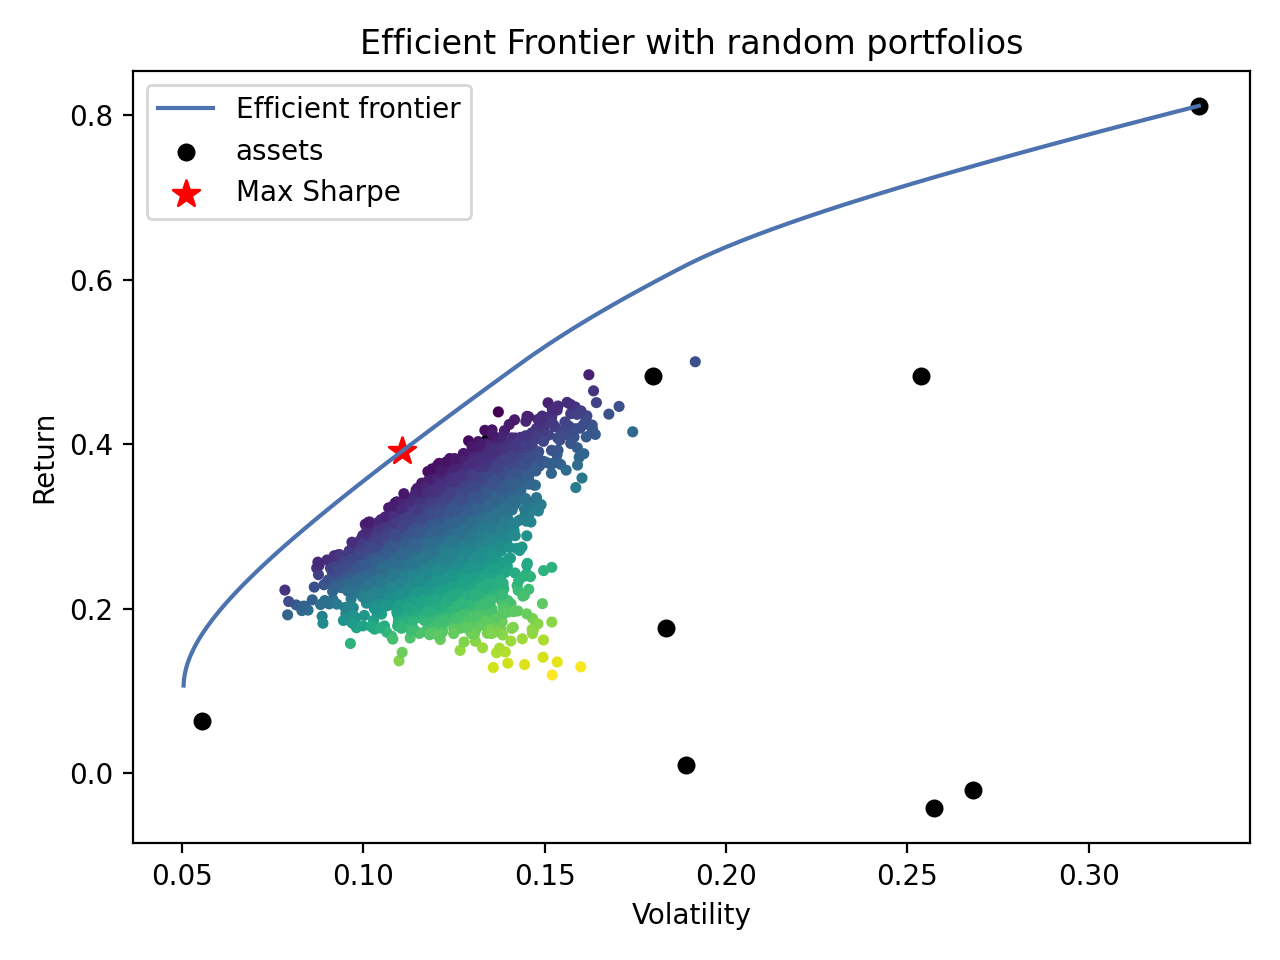 Efficient Frontier with random portfolios
Efficient frontier
assets
Max Sharpe
Return
0.8
0.6
0.4
0.2
0.0
0.05 0.10 0.15 0.20 0.25 0.30
Volatility